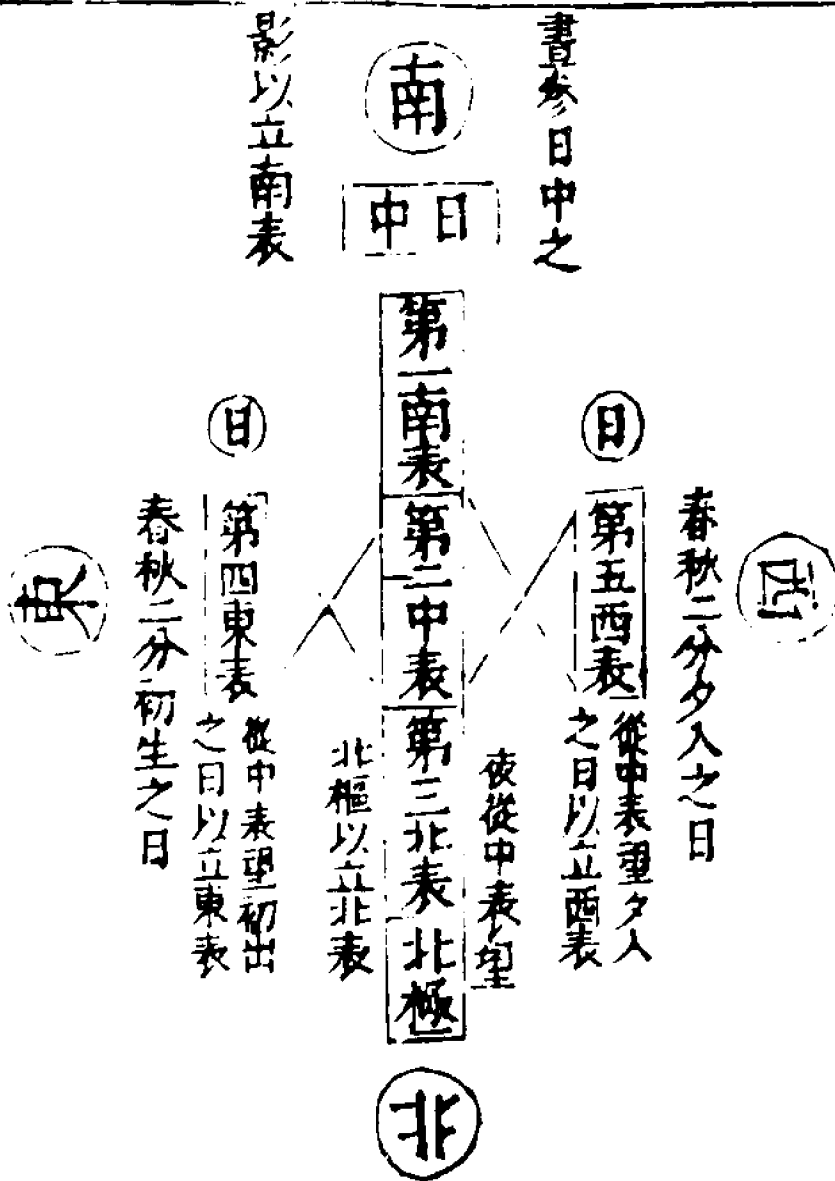 晝參日中之
影以立南表
南
日中
第一南表
第二中表
第三北表
北極
北
西
春秋二分夕入之日
日
第五西表
從中表望夕入
之日以立西表
夜從中表望
北樞以立北表
日
第四東表
從中表望初出
之日以立東表
春秋二分初生之日
東